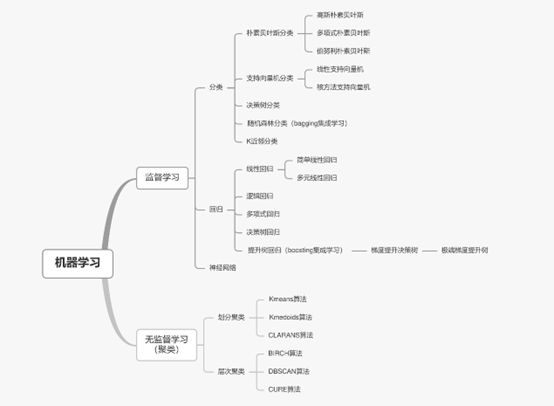 机器学习
监督学习
分类
朴素贝叶斯分类
高斯朴素贝叶斯
多项式朴素贝叶斯
伯努利朴素贝叶斯
支持向量机分类
线性支持向量机
核方法支持向量机
决策树分类
随机森林分类（bagging集成学习）
K近邻分类
回归
线性回归
简单线性回归
多元线性回归
逻辑回归
多项式回归
决策树回归
提升树回归（boosting集成学习）
梯度提升决策树
极端梯度提升树
神经网络
无监督学习
（聚类）
划分聚类
Kmeans算法
Kmedoids算法
CLARANS算法
层次聚类
BIRCH算法
DBSCAN算法
CURE算法